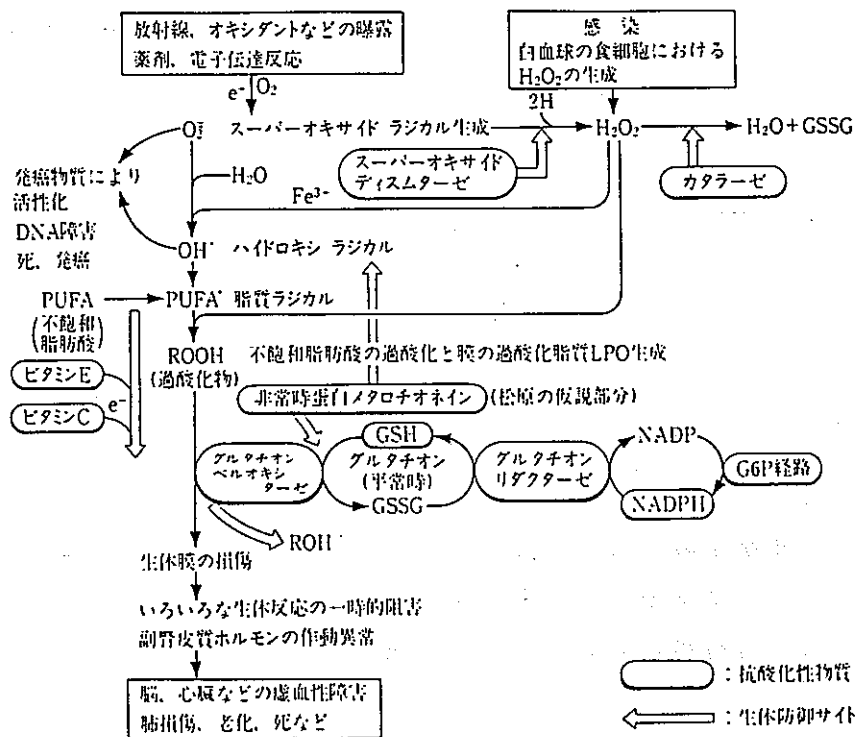 放射線、オキシダントなどの曝露
薬剤、電子伝達反応
感 染
白血球の食細胞における
H₂O₂の生成
e⁻ O₂
2H
O₂⁻ スーパーオキサイド ラジカル生成
H₂O₂
H₂O+GSSG
スーパーオキサイド
ディスムターゼ
カタラーゼ
発癌物質により
活性化
DNA障害
死、発癌
H₂O
Fe³⁻
OH˙ ハイドロキシ ラジカル
PUFA
PUFA˙ 脂質ラジカル
(不飽和
脂肪酸)
ROOH 不飽和脂肪酸の過酸化と膜の過酸化脂質LPO生成
(過酸化物)
ビタミンE
e⁻
ビタミンC
非常時蛋白メタロチオネイン (松原の仮説部分)
グルタチオン
ペルオキシ
ターゼ
GSH
グルタチオン
(平常時)
GSSG
グルタチオン
リダクターゼ
NADP
NADPH
G6P経路
ROH
生体膜の損傷
いろいろな生体反応の一時的阻害
副腎皮質ホルモンの作動異常
脳、心臓などの虚血性障害
肺損傷、老化、死など
:抗酸化性物質
:生体防御サイト